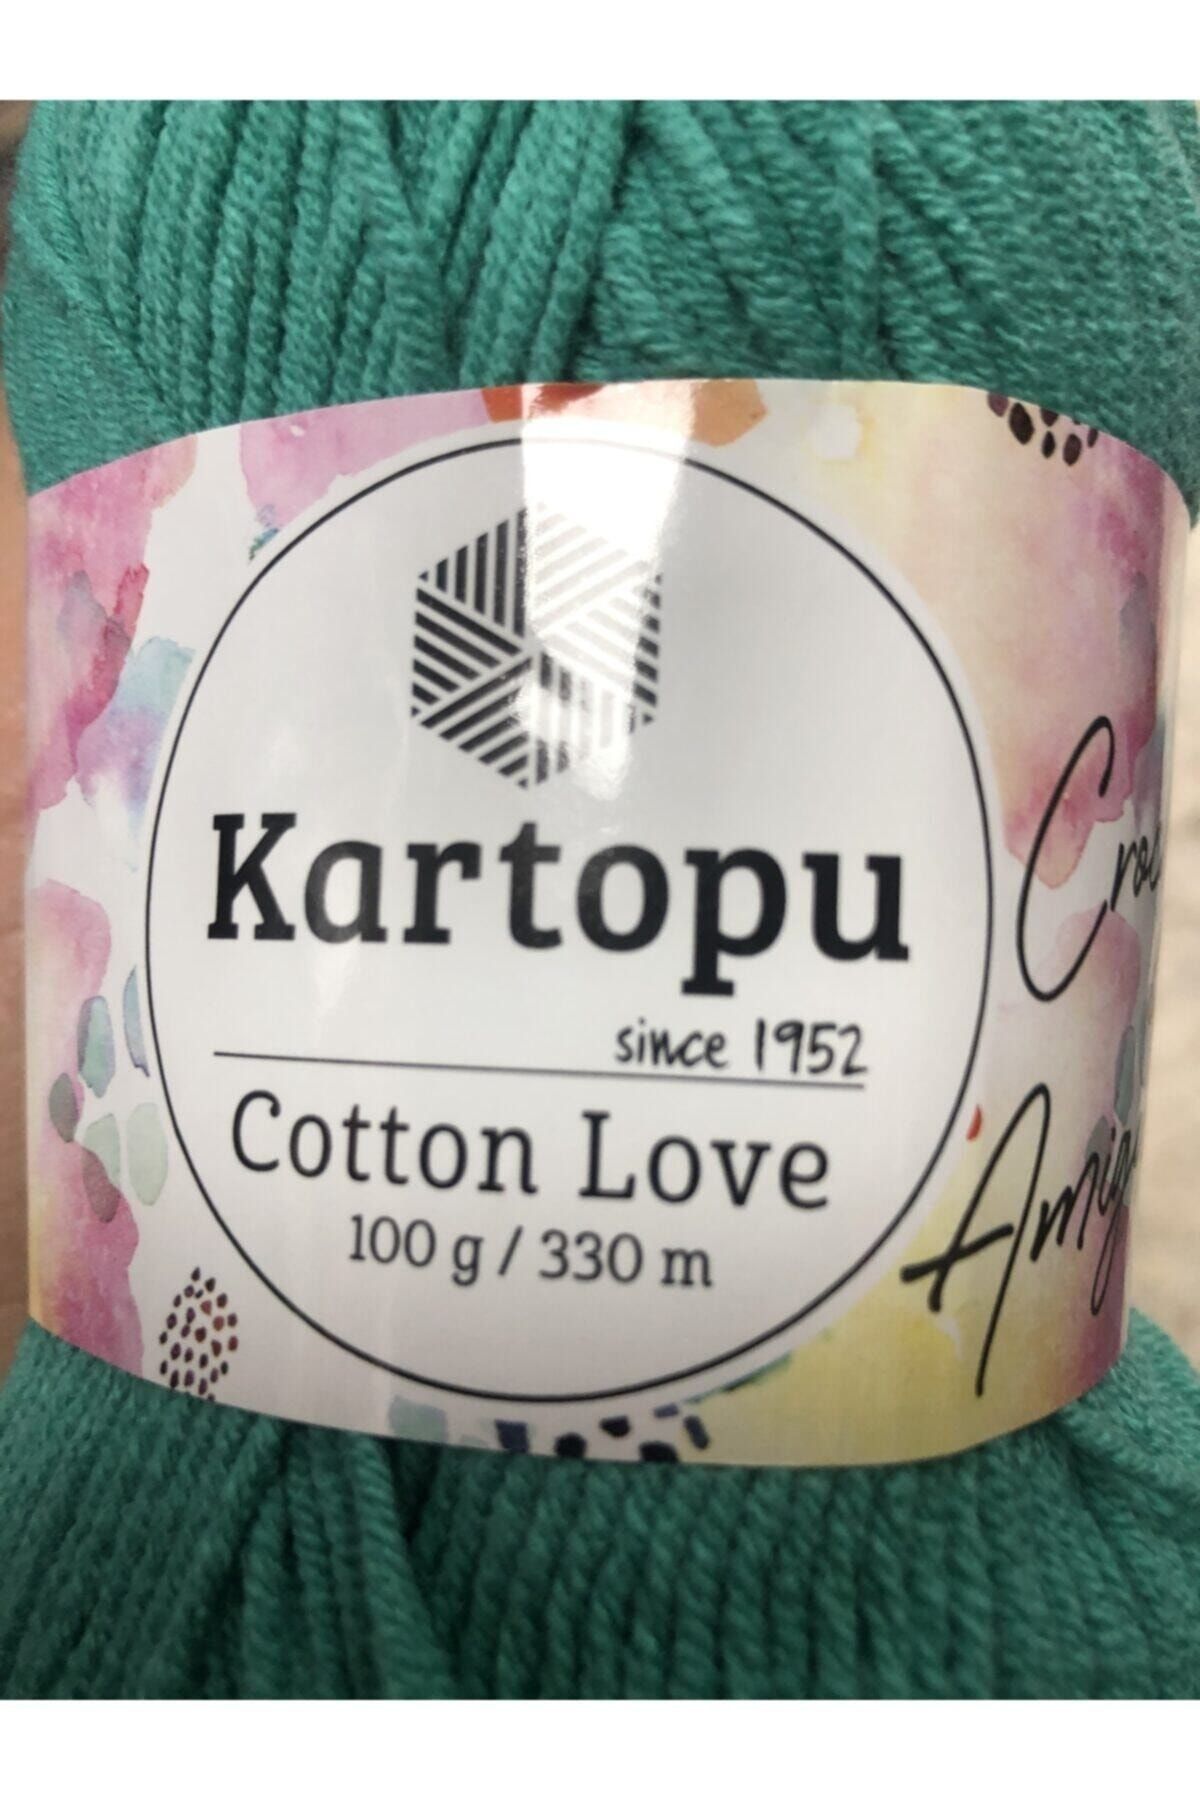 Kartopu
since 1952
Cotton Love
100 g / 330 m